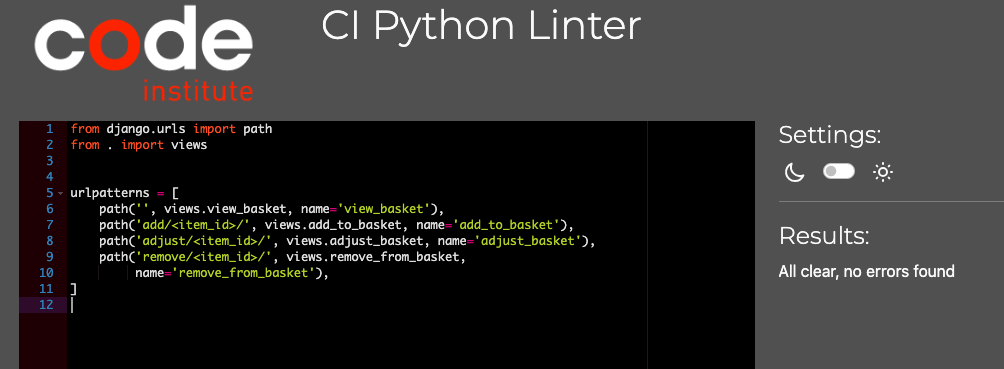 code
institute
CI Python Linter
1 from django.urls import path
2 from . import views
3
4
5 urlpatterns = [
6     path('', views.view_basket, name='view_basket'),
7     path('add/<item_id>/', views.add_to_basket, name='add_to_basket'),
8     path('adjust/<item_id>/', views.adjust_basket, name='adjust_basket'),
9     path('remove/<item_id>/', views.remove_from_basket,
10          name='remove_from_basket'),
11 ]
12
Settings:
Results:
All clear, no errors found